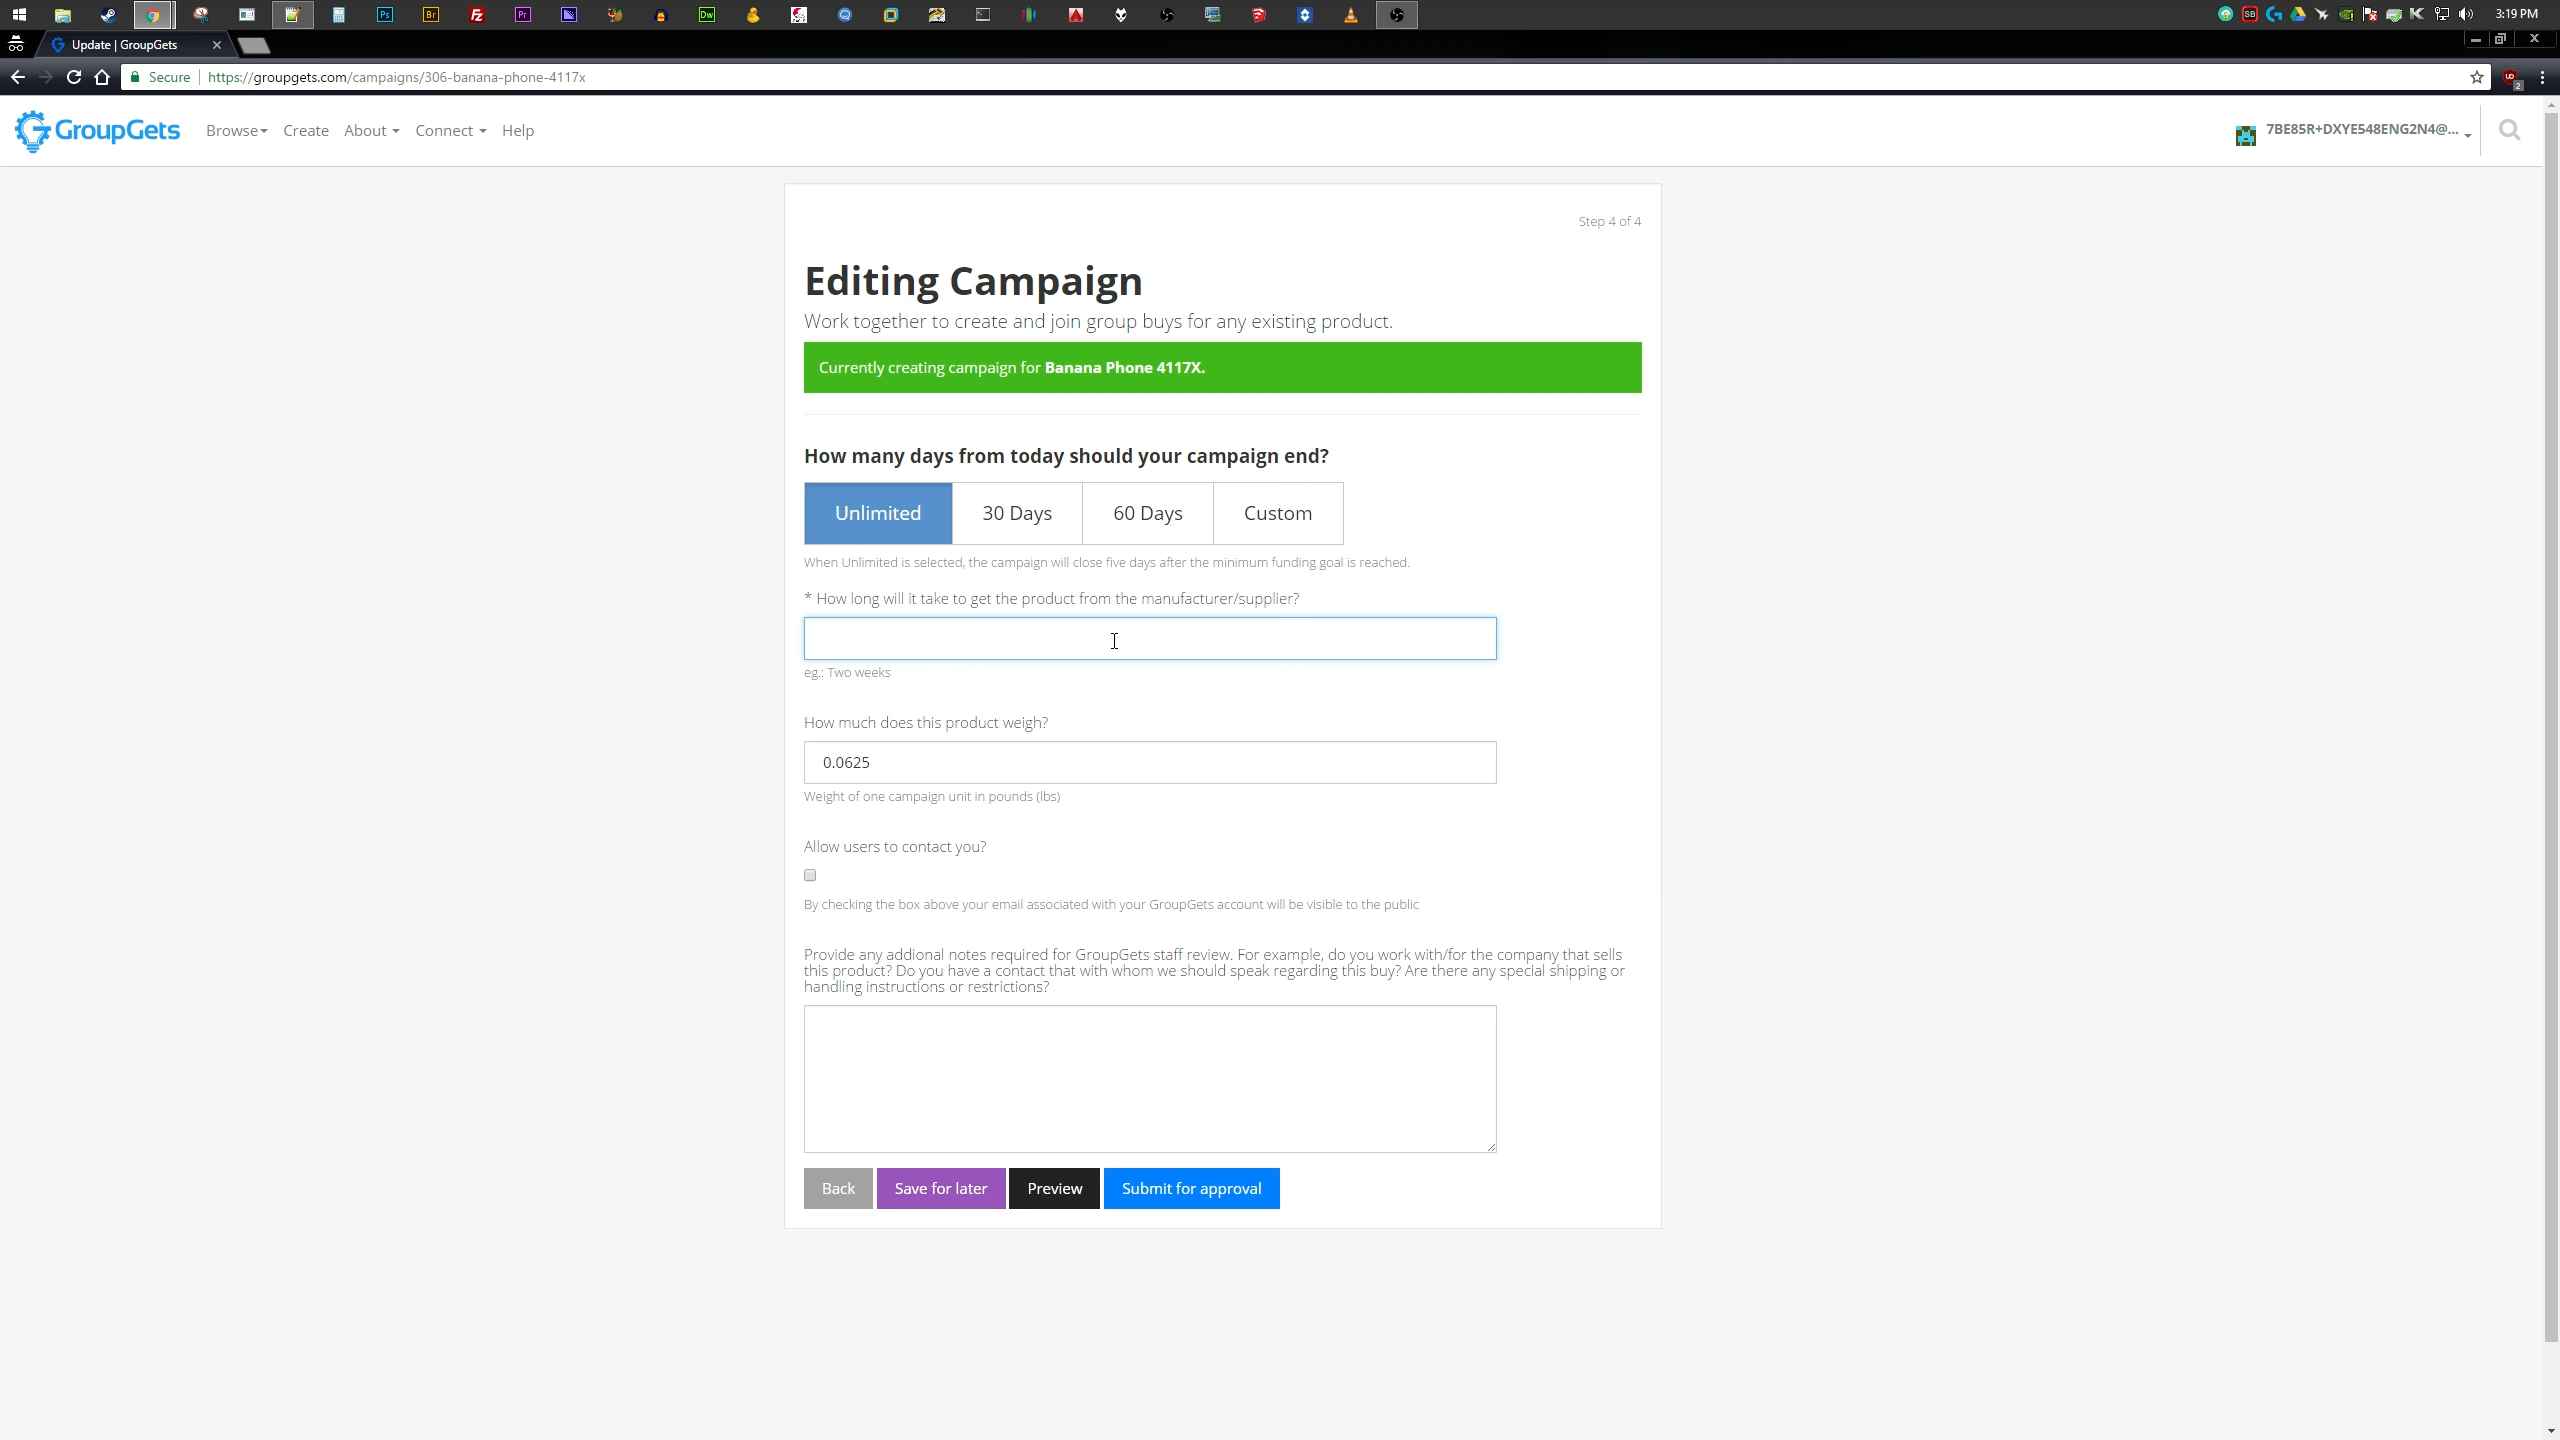 Ps
Br
Fz
Pr
Dw
SB
3:19 PM
Update | GroupGets
Secure
https://groupgets.com/campaigns/306-banana-phone-4117x
2
GroupGets
Browse
Create
About
Connect
Help
7BE85R+DXYE548ENG2N4@...
Step 4 of 4
Editing Campaign
Work together to create and join group buys for any existing product.
Currently creating campaign for Banana Phone 4117X.
How many days from today should your campaign end?
Unlimited
30 Days
60 Days
Custom
When Unlimited is selected, the campaign will close five days after the minimum funding goal is reached.
* How long will it take to get the product from the manufacturer/supplier?
eg.: Two weeks
How much does this product weigh?
0.0625
Weight of one campaign unit in pounds (lbs)
Allow users to contact you?
By checking the box above your email associated with your GroupGets account will be visible to the public
Provide any addional notes required for GroupGets staff review. For example, do you work with/for the company that sells
this product? Do you have a contact that with whom we should speak regarding this buy? Are there any special shipping or
handling instructions or restrictions?
Back
Save for later
Preview
Submit for approval